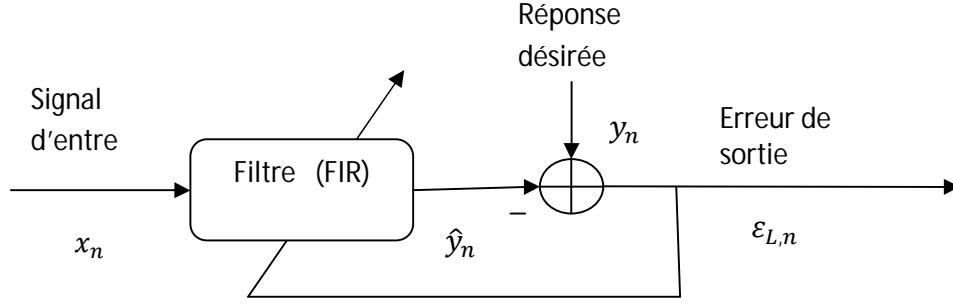 Réponse
désirée
Signal
d'entre
Filtre (FIR)
y_n
Erreur de
sortie
x_n
−
ŷ_n
ε_{L,n}